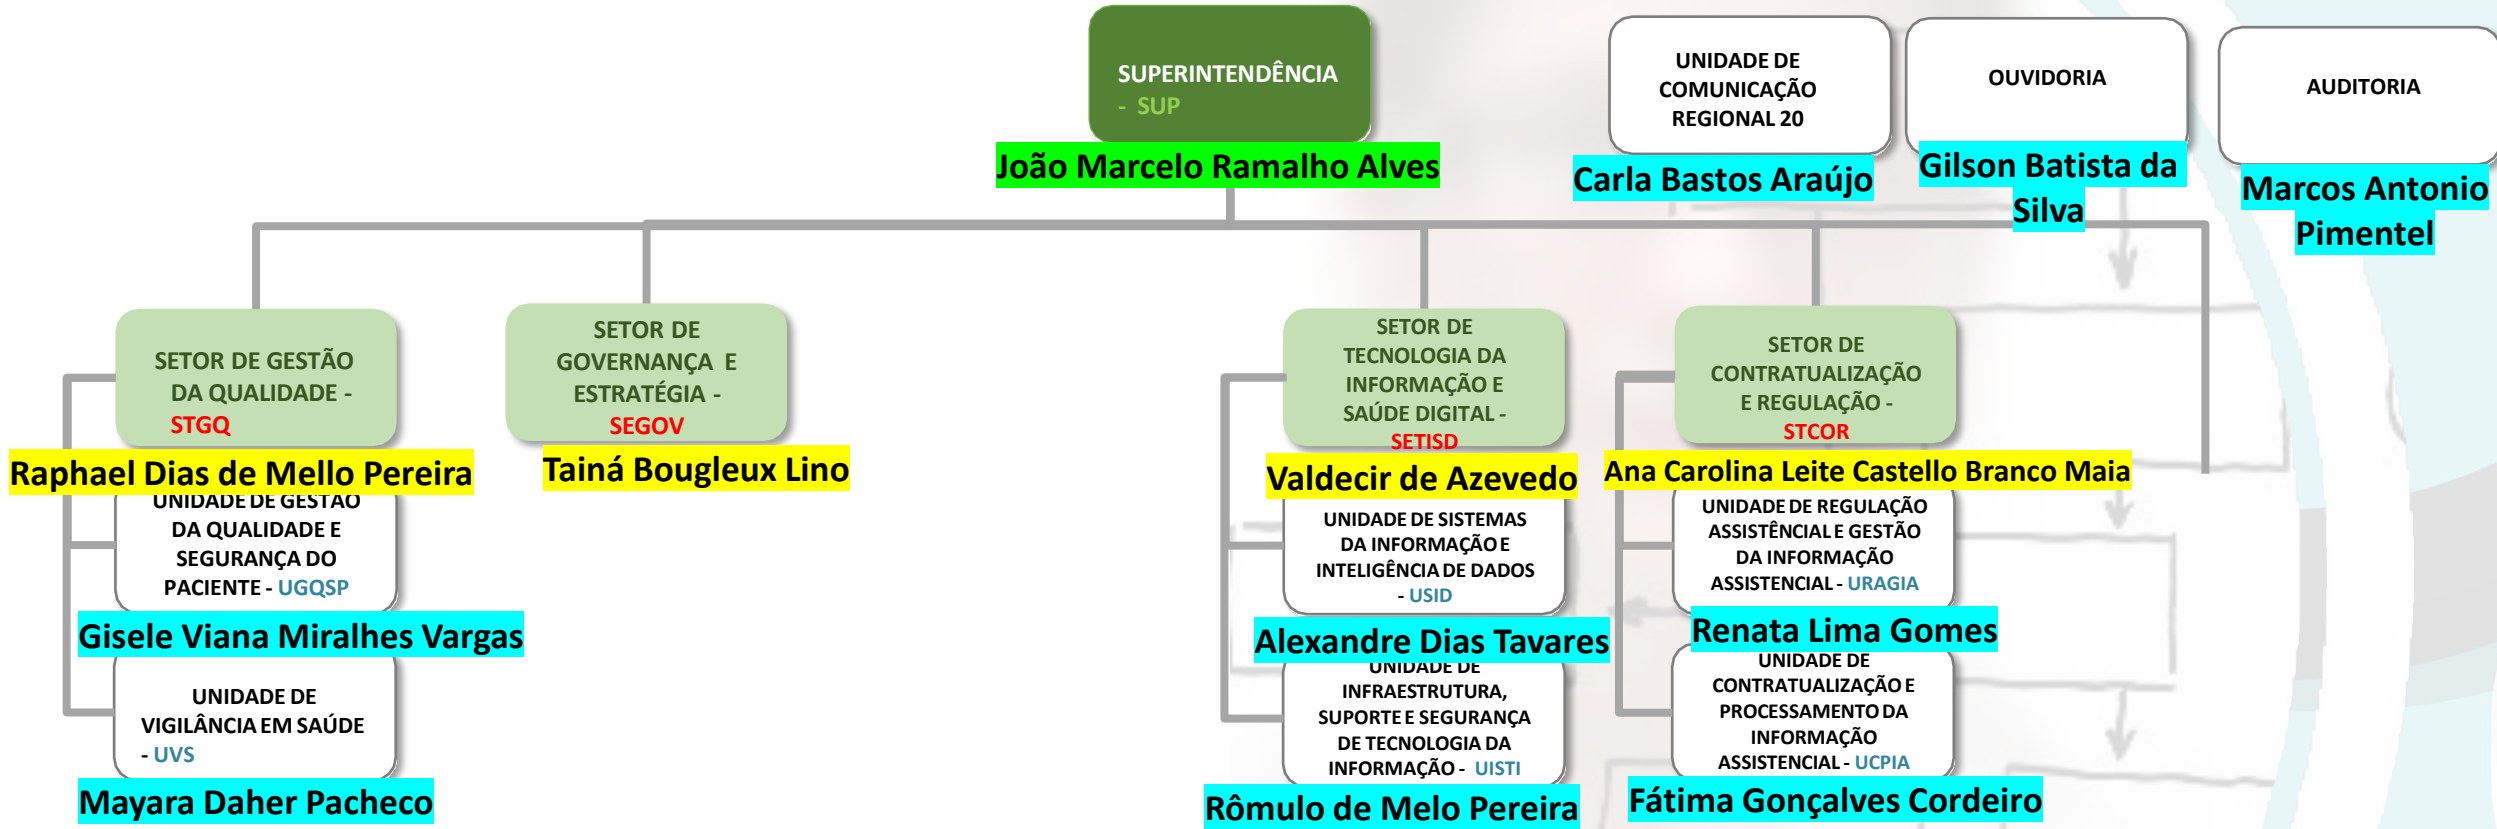 SUPERINTENDÊNCIA
- SUP
João Marcelo Ramalho Alves
UNIDADE DE
COMUNICAÇÃO
REGIONAL 20
Carla Bastos Araújo
OUVIDORIA
Gilson Batista da
Silva
AUDITORIA
Marcos Antonio
Pimentel
SETOR DE GESTÃO
DA QUALIDADE -
STGQ
Raphael Dias de Mello Pereira
UNIDADE DE GESTÃO
DA QUALIDADE E
SEGURANÇA DO
PACIENTE - UGQSP
Gisele Viana Miralhes Vargas
UNIDADE DE
VIGILÂNCIA EM SAÚDE
- UVS
Mayara Daher Pacheco
SETOR DE
GOVERNANÇA E
ESTRATÉGIA -
SEGOV
Tainá Bougleux Lino
SETOR DE
TECNOLOGIA DA
INFORMAÇÃO E
SAÚDE DIGITAL -
SETISD
Valdecir de Azevedo
UNIDADE DE SISTEMAS
DA INFORMAÇÃO E
INTELIGÊNCIA DE DADOS
- USID
Alexandre Dias Tavares
UNIDADE DE
INFRAESTRUTURA,
SUPORTE E SEGURANÇA
DE TECNOLOGIA DA
INFORMAÇÃO - UISTI
Rômulo de Melo Pereira
SETOR DE
CONTRATUALIZAÇÃO
E REGULAÇÃO -
STCOR
Ana Carolina Leite Castello Branco Maia
UNIDADE DE REGULAÇÃO
ASSISTÊNCIAL E GESTÃO
DA INFORMAÇÃO
ASSISTENCIAL - URAGIA
Renata Lima Gomes
UNIDADE DE
CONTRATUALIZAÇÃO E
PROCESSAMENTO DA
INFORMAÇÃO
ASSISTENCIAL - UCPIA
Fátima Gonçalves Cordeiro